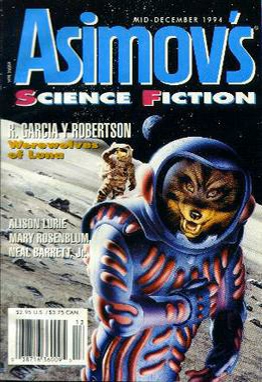 MID-DECEMBER 1994
Asimov's
SCIENCE FICTION
R. GARCIA Y ROBERTSON
Werewolves
of Luna
ALISON LURIE
MARY ROSENBLUM
NEAL BARRETT, Jr.
$2.95 U.S./$3.75 CAN.
13